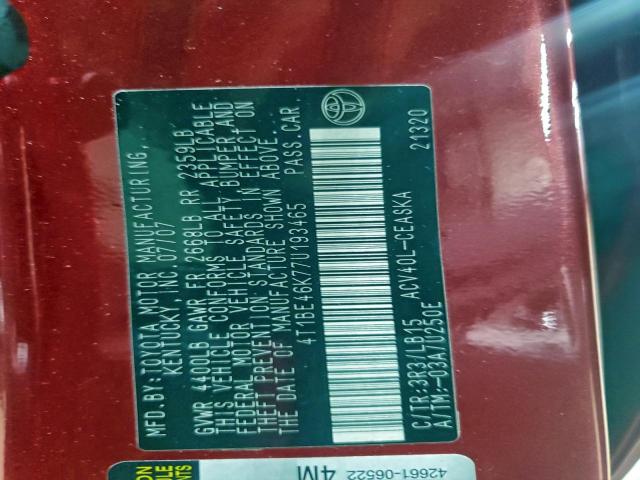 MFD. BY: TOYOTA MOTOR MANUFACTURING,
KENTUCKY, INC. 07/07
GVWR 4400LB GAWR FR 2668LB RR 2359LB
THIS VEHICLE CONFORMS TO ALL APPLICABLE
FEDERAL MOTOR VEHICLE SAFETY, BUMPER, AND
THEFT PREVENTION STANDARDS IN EFFECT ON
THE DATE OF MANUFACTURE SHOWN ABOVE.
4T1BE46K77U193465 PASS CAR
C/TR:3R3/LB15 ACV40L-CEASKA
A/TM:-03A/U250E 21320
42661-06522
4M